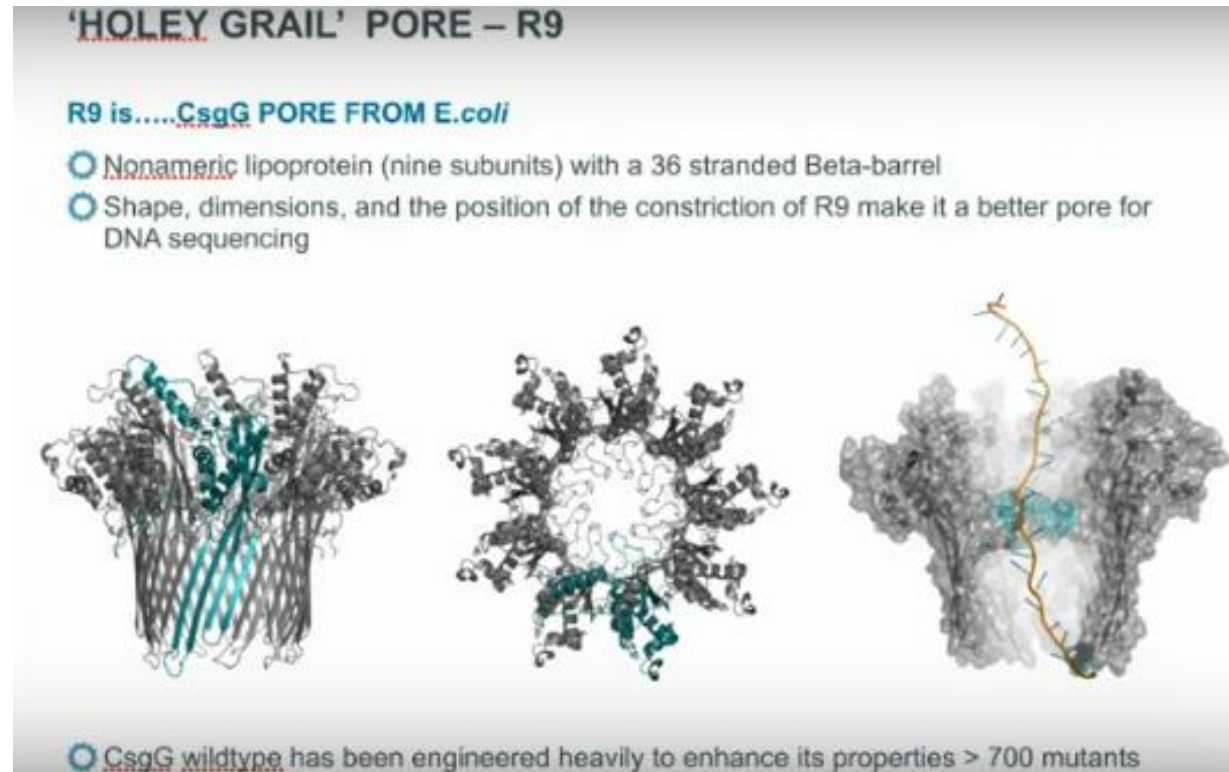 'HOLEY GRAIL' PORE – R9
R9 is.....CsgG PORE FROM E.coli
Nonameric lipoprotein (nine subunits) with a 36 stranded Beta-barrel
Shape, dimensions, and the position of the constriction of R9 make it a better pore for
DNA sequencing
CsgG wildtype has been engineered heavily to enhance its properties > 700 mutants